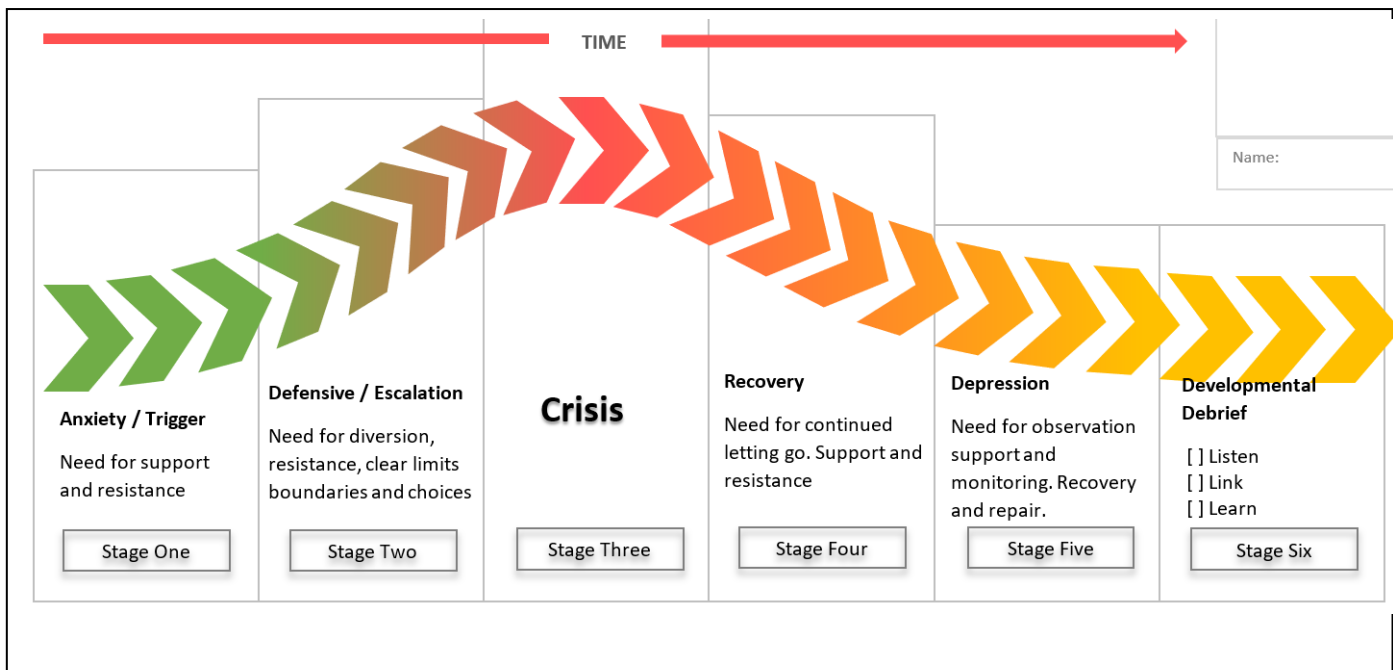 TIME
Name:
Anxiety / Trigger
Need for support
and resistance
Stage One
Defensive / Escalation
Need for diversion,
resistance, clear limits
boundaries and choices
Stage Two
Crisis
Stage Three
Recovery
Need for continued
letting go. Support and
resistance
Stage Four
Depression
Need for observation
support and
monitoring. Recovery
and repair.
Stage Five
Developmental
Debrief
[ ] Listen
[ ] Link
[ ] Learn
Stage Six